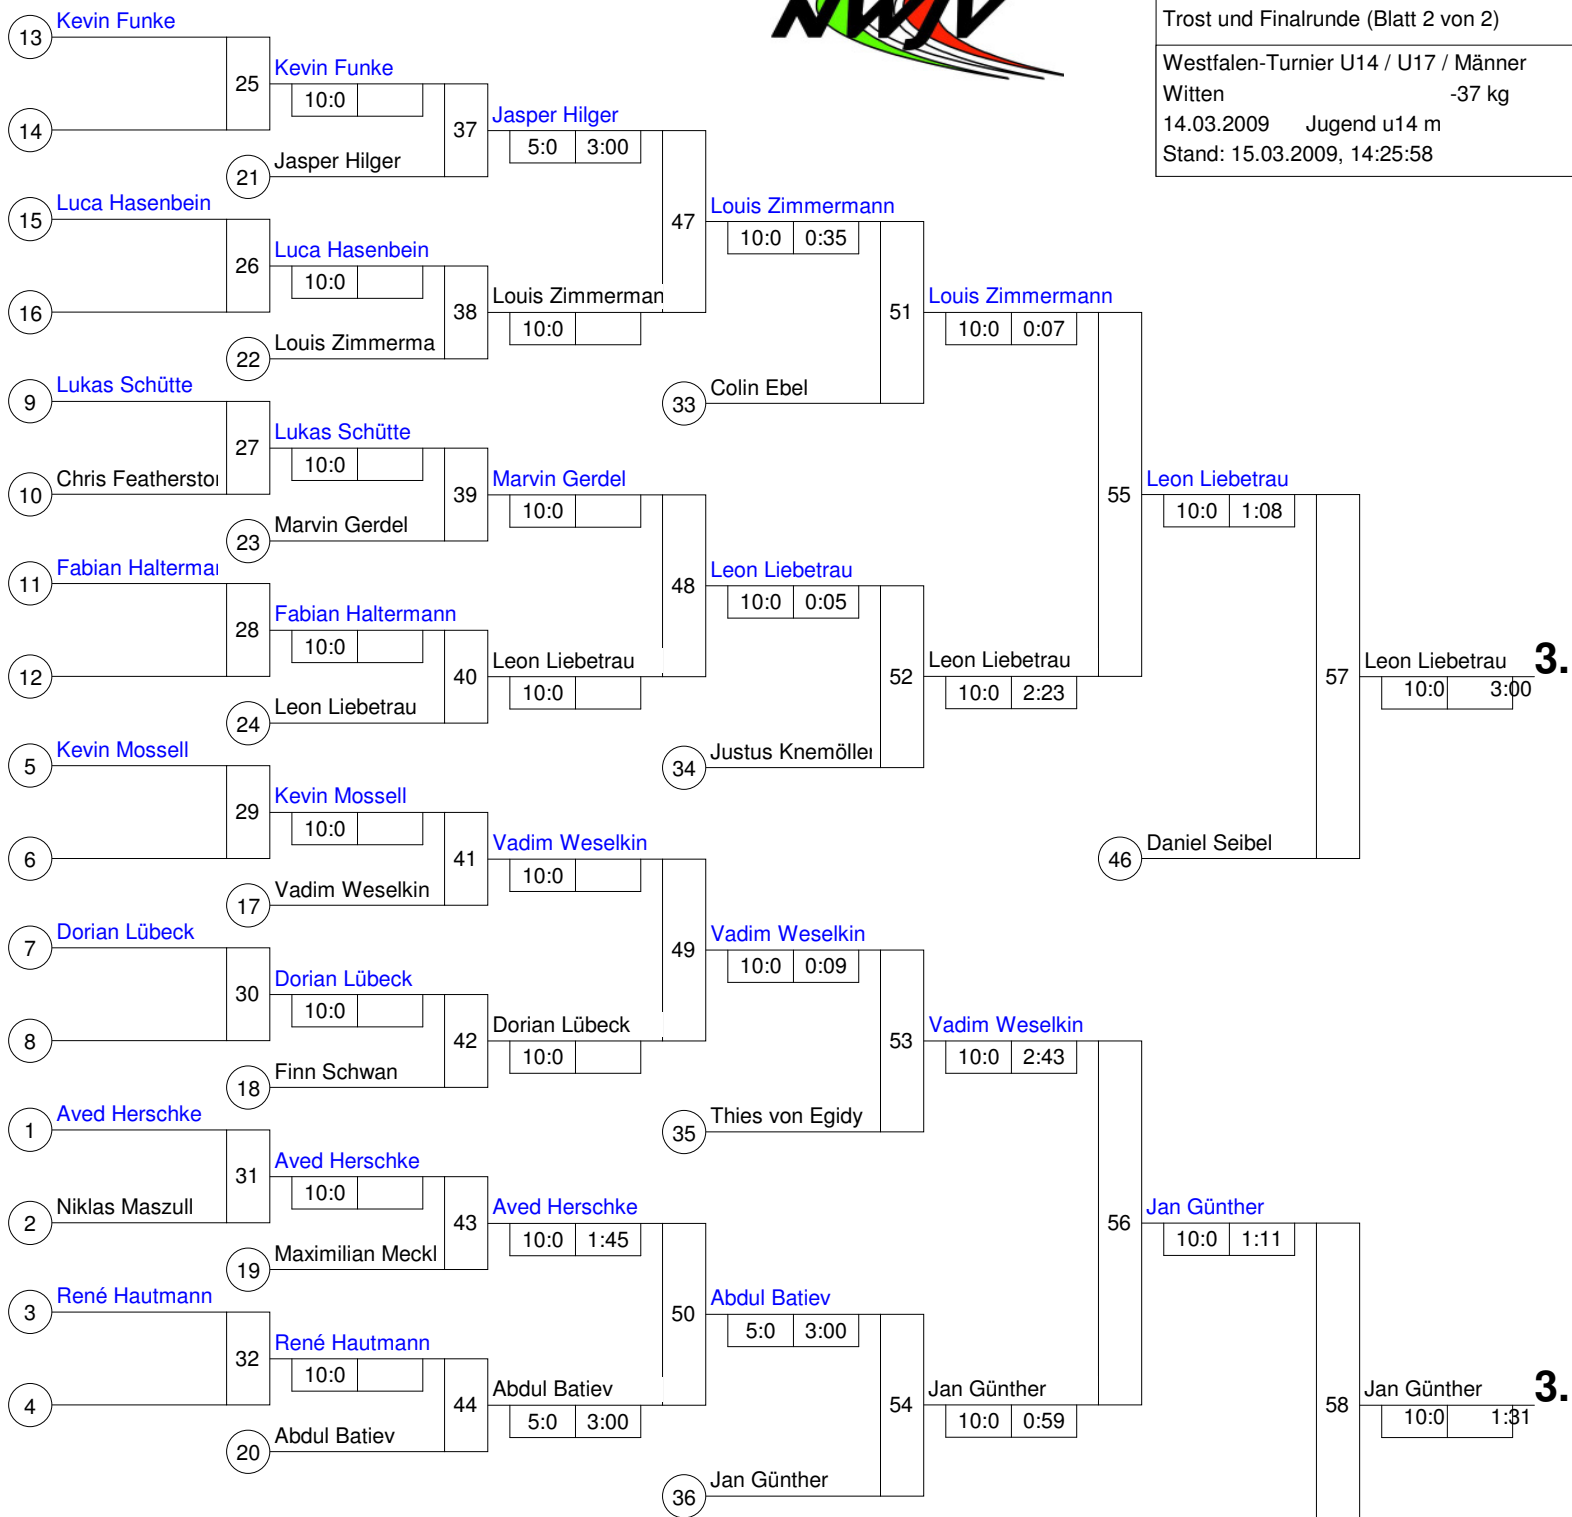 NWJV
Trost und Finalrunde (Blatt 2 von 2)
Westfalen-Turnier U14 / U17 / Männer
Witten -37 kg
14.03.2009 Jugend u14 m
Stand: 15.03.2009, 14:25:58
13 Kevin Funke
25 Kevin Funke
10:0
14
37 Jasper Hilger
5:0 3:00
21 Jasper Hilger
15 Luca Hasenbein
47 Louis Zimmermann
10:0 0:35
26 Luca Hasenbein
10:0
16
38 Louis Zimmerman
10:0
51 Louis Zimmermann
10:0 0:07
22 Louis Zimmerma
9 Lukas Schütte
33 Colin Ebel
27 Lukas Schütte
10:0
10 Chris Feathersto
39 Marvin Gerdel
10:0
55 Leon Liebetrau
10:0 1:08
23 Marvin Gerdel
11 Fabian Halterma
48 Leon Liebetrau
10:0 0:05
28 Fabian Haltermann
10:0
12
40 Leon Liebetrau
10:0
52 Leon Liebetrau
10:0 2:23
57 Leon Liebetrau 3.
10:0 3:00
24 Leon Liebetrau
5 Kevin Mossell
34 Justus Knemöller
29 Kevin Mossell
10:0
6
41 Vadim Weselkin
10:0
46 Daniel Seibel
17 Vadim Weselkin
7 Dorian Lübeck
49 Vadim Weselkin
10:0 0:09
30 Dorian Lübeck
10:0
8
42 Dorian Lübeck
10:0
53 Vadim Weselkin
10:0 2:43
18 Finn Schwan
1 Aved Herschke
35 Thies von Egidy
31 Aved Herschke
10:0
2 Niklas Maszull
43 Aved Herschke
10:0 1:45
56 Jan Günther
10:0 1:11
19 Maximilian Meckl
3 René Hautmann
50 Abdul Batiev
5:0 3:00
32 René Hautmann
10:0
4
44 Abdul Batiev
5:0 3:00
54 Jan Günther
10:0 0:59
58 Jan Günther 3.
10:0 1:31
20 Abdul Batiev
36 Jan Günther